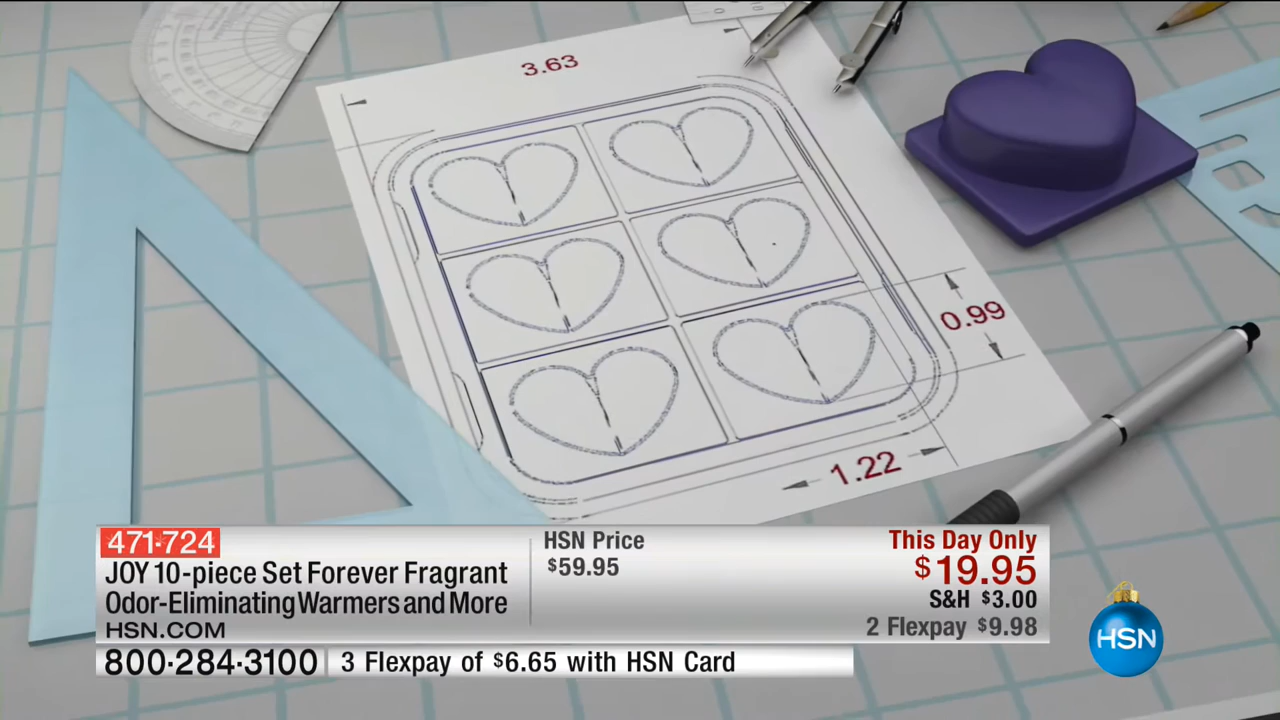 3.63
0.99
1.22
471-724
JOY 10-piece Set Forever Fragrant
Odor-Eliminating Warmers and More
HSN.COM
HSN Price
$59.95
This Day Only
$19.95
S&H $3.00
2 Flexpay $9.98
HSN
800·284·3100
3 Flexpay of $6.65 with HSN Card